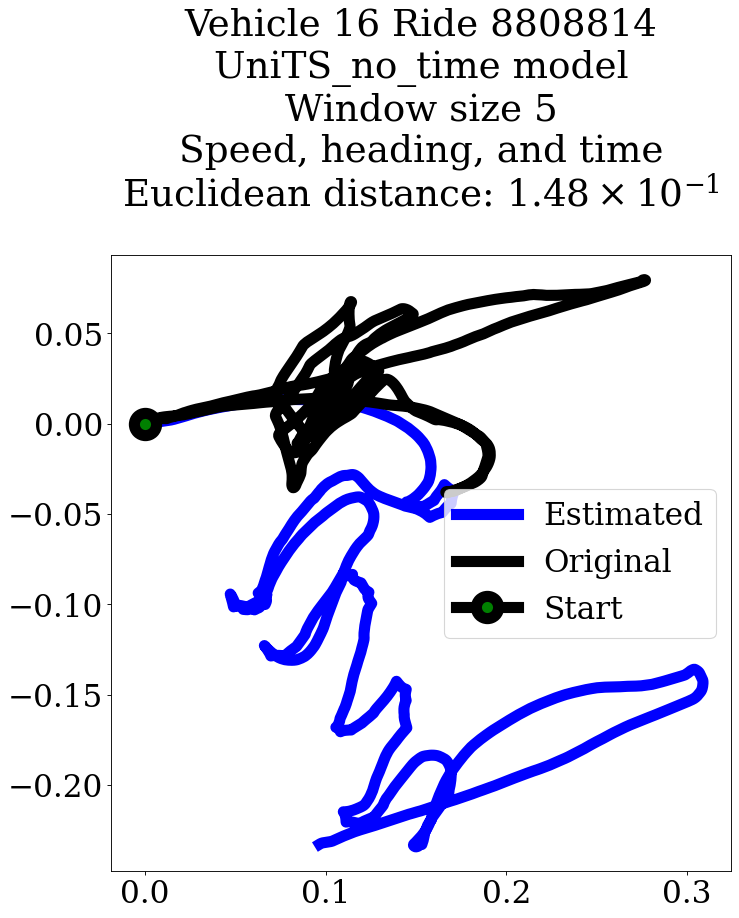 Vehicle 16 Ride 8808814
UniTS_no_time model
Window size 5
Speed, heading, and time
Euclidean distance: 1.48 × 10⁻¹
0.05
0.00
−0.05
−0.10
−0.15
−0.20
Estimated
Original
Start
0.0 0.1 0.2 0.3